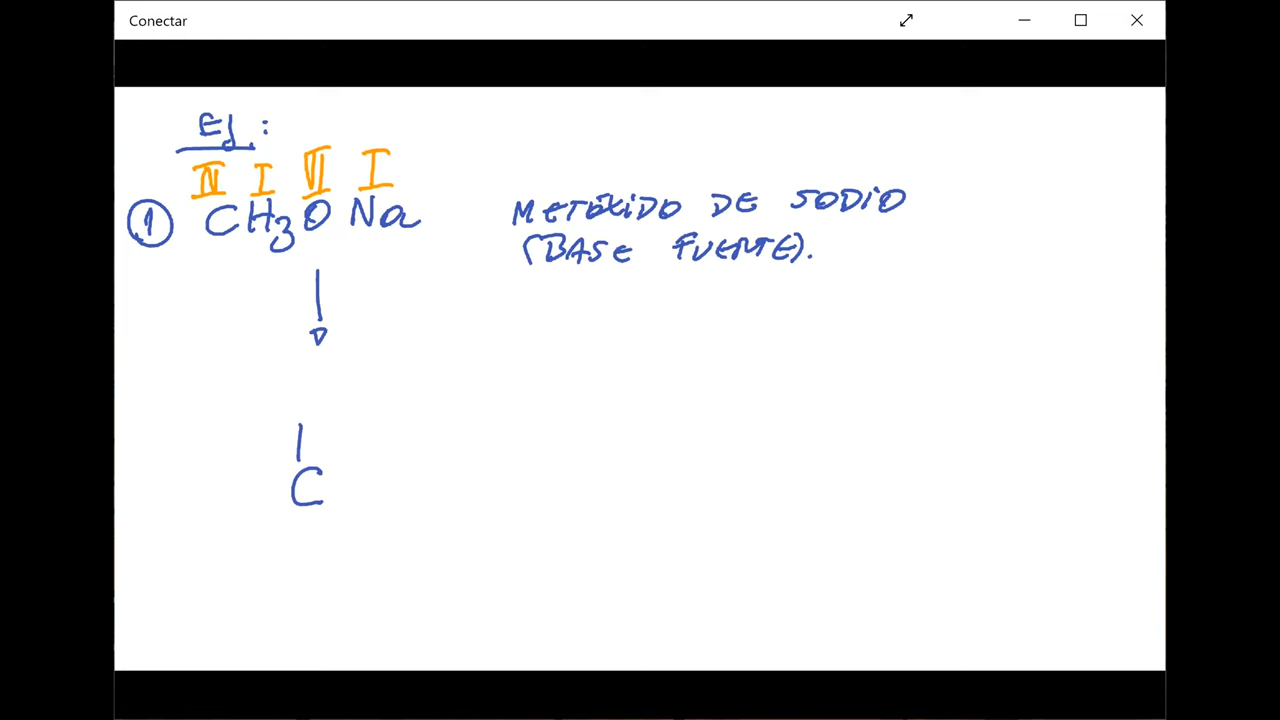 Conectar
Ej:
IV I VI I
1 CH3ONa METÓXIDO DE SODIO
(BASE FUERTE).
C